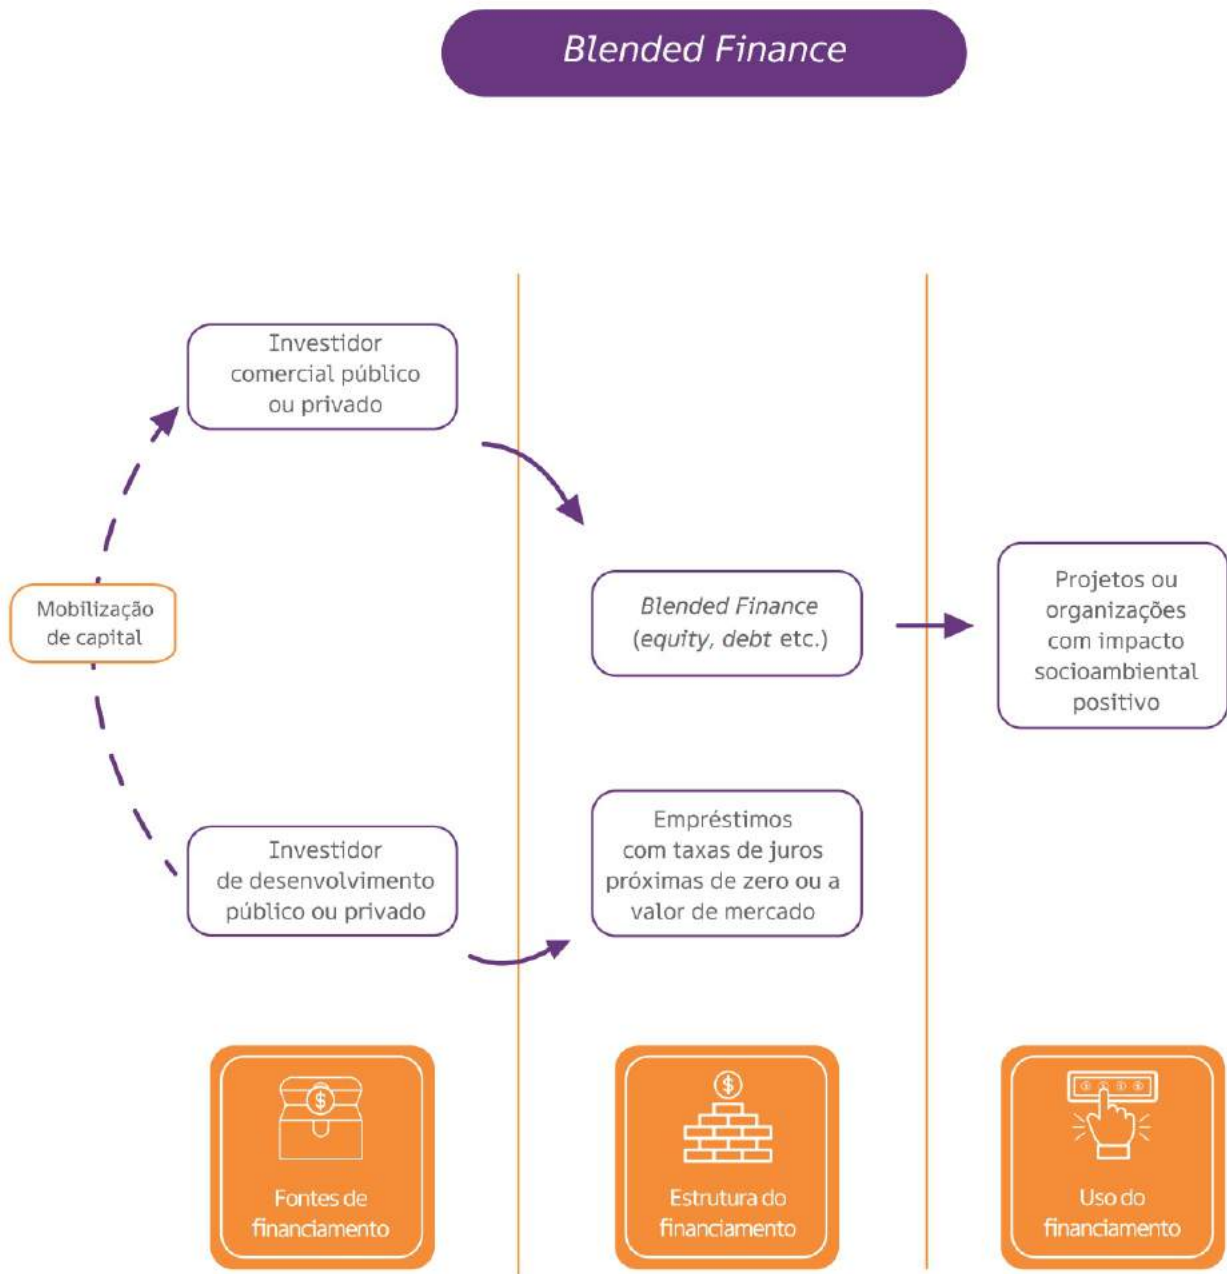 Blended Finance
Investidor
comercial público
ou privado
Mobilização
de capital
Investidor
de desenvolvimento
público ou privado
Blended Finance
(equity, debt etc.)
Empréstimos
com taxas de juros
próximas de zero ou a
valor de mercado
Projetos ou
organizações
com impacto
socioambiental
positivo
$
Fontes de
financiamento
$
Estrutura do
financiamento
Uso do
financiamento